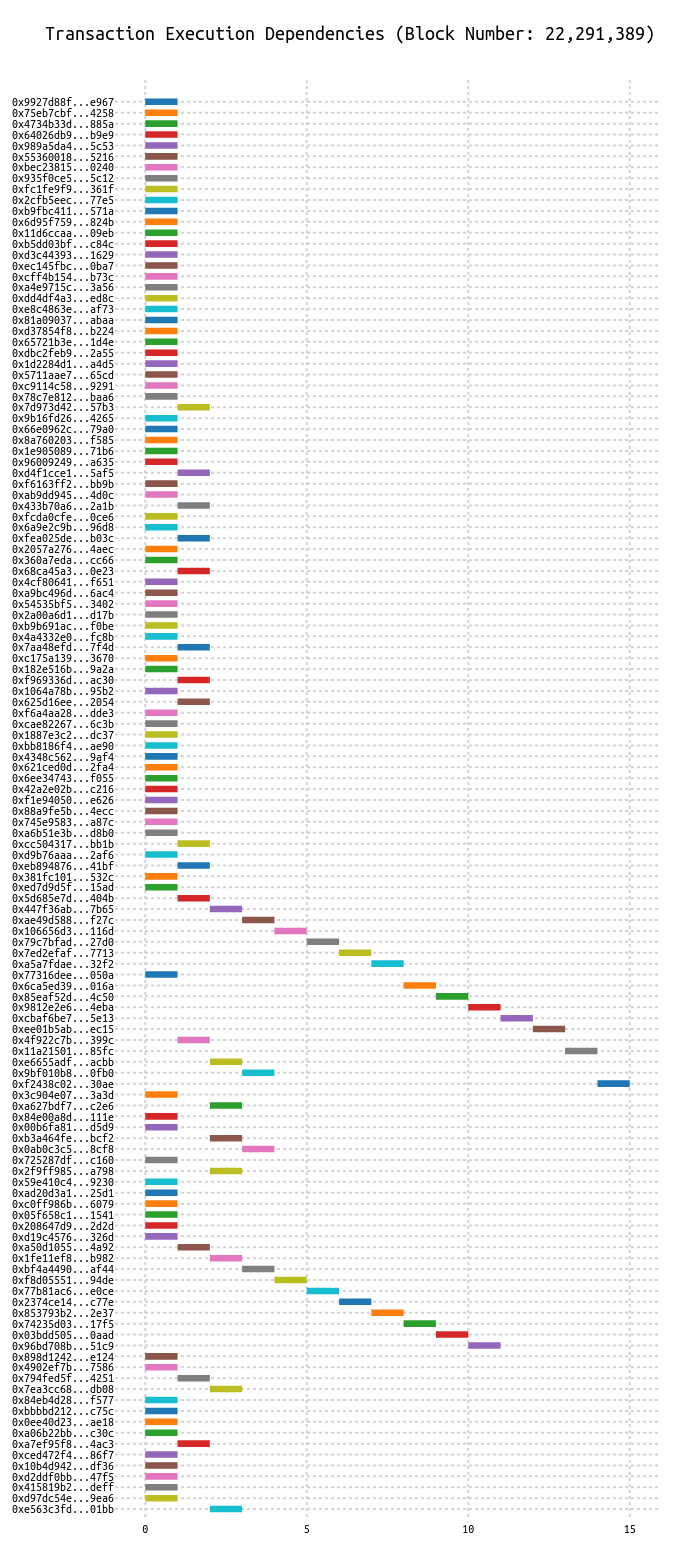 Transaction Execution Dependencies (Block Number: 22,291,389)
0x9927d88f...e967
0x75eb7cbf...4258
0x4734b33d...885a
0x64026db9...b9e9
0x989a5da4...5c53
0x55360018...5216
0xbec23815...0240
0x935f0ce5...5c12
0xfc1fe9f9...361f
0x2cfb5eec...77e5
0xb9fbc411...571a
0x6d95f759...824b
0x11d6ccaa...09eb
0xb5dd03bf...c84c
0xd3c44393...1629
0xec145fbc...0ba7
0xcff4b154...b73c
0xa4e9715c...3a56
0xdd4df4a3...ed8c
0xe8c4863e...af73
0x81a09037...abaa
0xd37854f8...b224
0x65721b3e...1d4e
0xdbc2feb9...2a55
0x1d2284d1...a4d5
0x5711aae7...65cd
0xc9114c58...9291
0x78c7e812...baa6
0x7d973d42...57b3
0x9b16fd26...4265
0x66e0962c...79a0
0x8a760203...f585
0x1e905089...71b6
0x96009249...a635
0xd4f1cce1...5af5
0xf6163ff2...bb9b
0xab9dd945...4d0c
0x433b70a6...2a1b
0xfcda0cfe...0ce6
0x6a9e2c9b...96d8
0xfea025de...b03c
0x2057a276...4aec
0x360a7eda...cc66
0x68ca45a3...0e23
0x4cf80641...f651
0xa9bc496d...6ac4
0x54535bf5...3402
0x2a00a6d1...d17b
0xb9b691ac...f0be
0x4a4332e0...fc8b
0x7aa48efd...7f4d
0xc175a139...3670
0x182e516b...9a2a
0xf969336d...ac30
0x1064a78b...95b2
0x625d16ee...2054
0xf6a4aa28...dde3
0xcae82267...6c3b
0x1887e3c2...dc37
0xbb8186f4...ae90
0x4348c562...9af4
0x621ced0d...2fa4
0x6ee34743...f055
0x42a2e02b...c216
0xf1e94050...e626
0x88a9fe5b...4ecc
0x745e9583...a87c
0xa6b51e3b...d8b0
0xcc504317...bb1b
0xd9b76aaa...2af6
0xeb894876...41bf
0x381fc101...532c
0xed7d9d5f...15ad
0x5d685e7d...404b
0x447f36ab...7b65
0xae49d588...f27c
0x106656d3...116d
0x79c7bfad...27d0
0x7ed2efaf...7713
0xa5a7fdae...32f2
0x77316dee...050a
0x6ca5ed39...016a
0x85eaf52d...4c50
0x9812e2e6...4eba
0xcbaf6be7...5e13
0xee01b5ab...ec15
0x4f922c7b...399c
0x11a21501...85fc
0xe6655adf...acbb
0x9bf010b8...0fb0
0xf2438c02...30ae
0x3c904e07...3a3d
0xa627bdf7...c2e6
0x84e00a8d...111e
0x00b6fa81...d5d9
0xb3a464fe...bcf2
0x0ab0c3c5...8cf8
0x725287df...c160
0x2f9ff985...a798
0x59e410c4...9230
0xad20d3a1...25d1
0xc0ff986b...6079
0x05f658c1...1541
0x208647d9...2d2d
0xd19c4576...326d
0xa50d1055...4a92
0x1fe11ef8...b982
0xbf4a4490...af44
0xf8d05551...94de
0x77b81ac6...e0ce
0x2374ce14...c77e
0x853793b2...2e37
0x74235d03...17f5
0x03bdd505...0aad
0x96bd708b...51c9
0x898d1242...e124
0x4902ef7b...7586
0x794fed5f...4251
0x7ea3cc68...db08
0x84eb4d28...f577
0xbbbbd212...c75c
0x0ee40d23...ae18
0xa06b22bb...c30c
0xa7ef95f8...4ac3
0xced472f4...86f7
0x10b4d942...df36
0xd2ddf0bb...47f5
0x415819b2...deff
0xd97dc54e...9ea6
0xe563c3fd...01bb
0 5 10 15